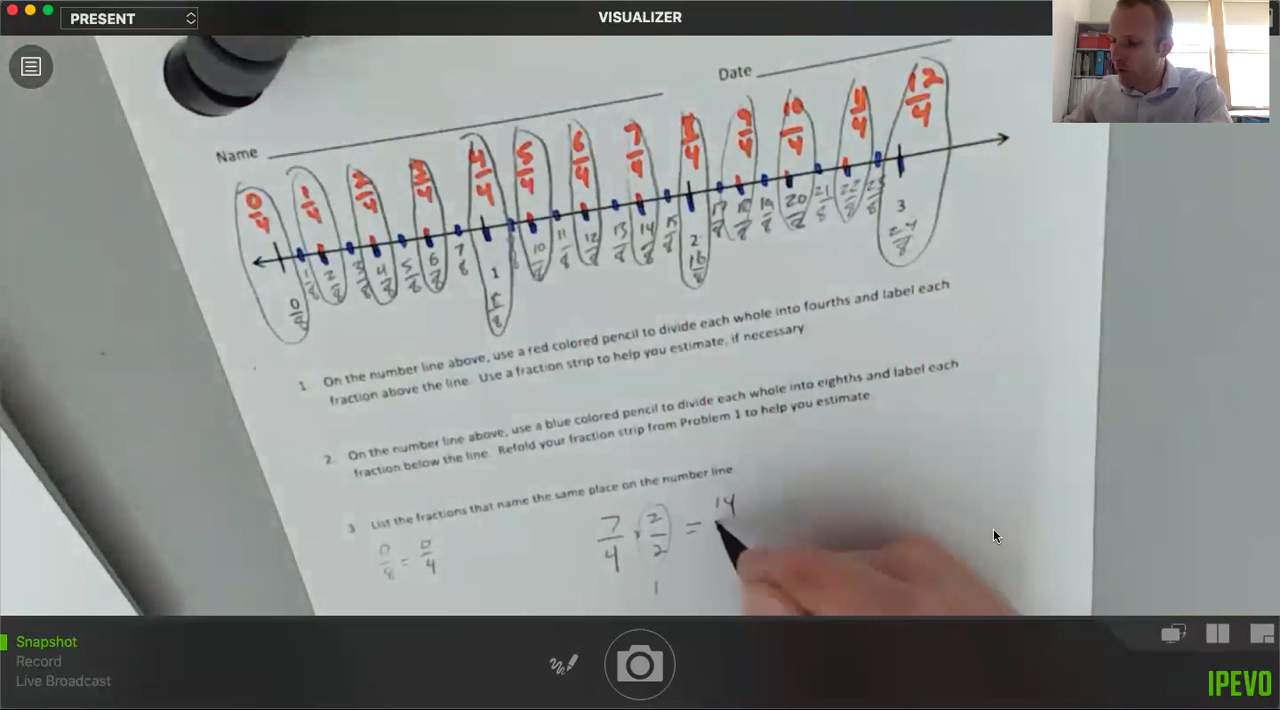 PRESENT
VISUALIZER
Name
Date
0/4 1/4 2/4 3/4 4/4 5/4 6/4 7/4 8/4 9/4 10/4 11/4 12/4
1/8 2/8 3/8 4/8 5/8 6/8 7/8 10/8 11/8 12/8 13/8 14/8 15/8 17/8 18/8 19/8 20/8 21/8 22/8
1 2 3
16/8 24/8
1 On the number line above, use a red colored pencil to divide each whole into fourths and label each
fraction above the line. Use a fraction strip to help you estimate, if necessary
2. On the number line above, use a blue colored pencil to divide each whole into eighths and label each
fraction below the line. Refold your fraction strip from Problem 1 to help you estimate
3 List the fractions that name the same place on the number line
0/8 = 0/4
7/4 · 2/2 = 14
1
Snapshot
Record
Live Broadcast
IPEVO